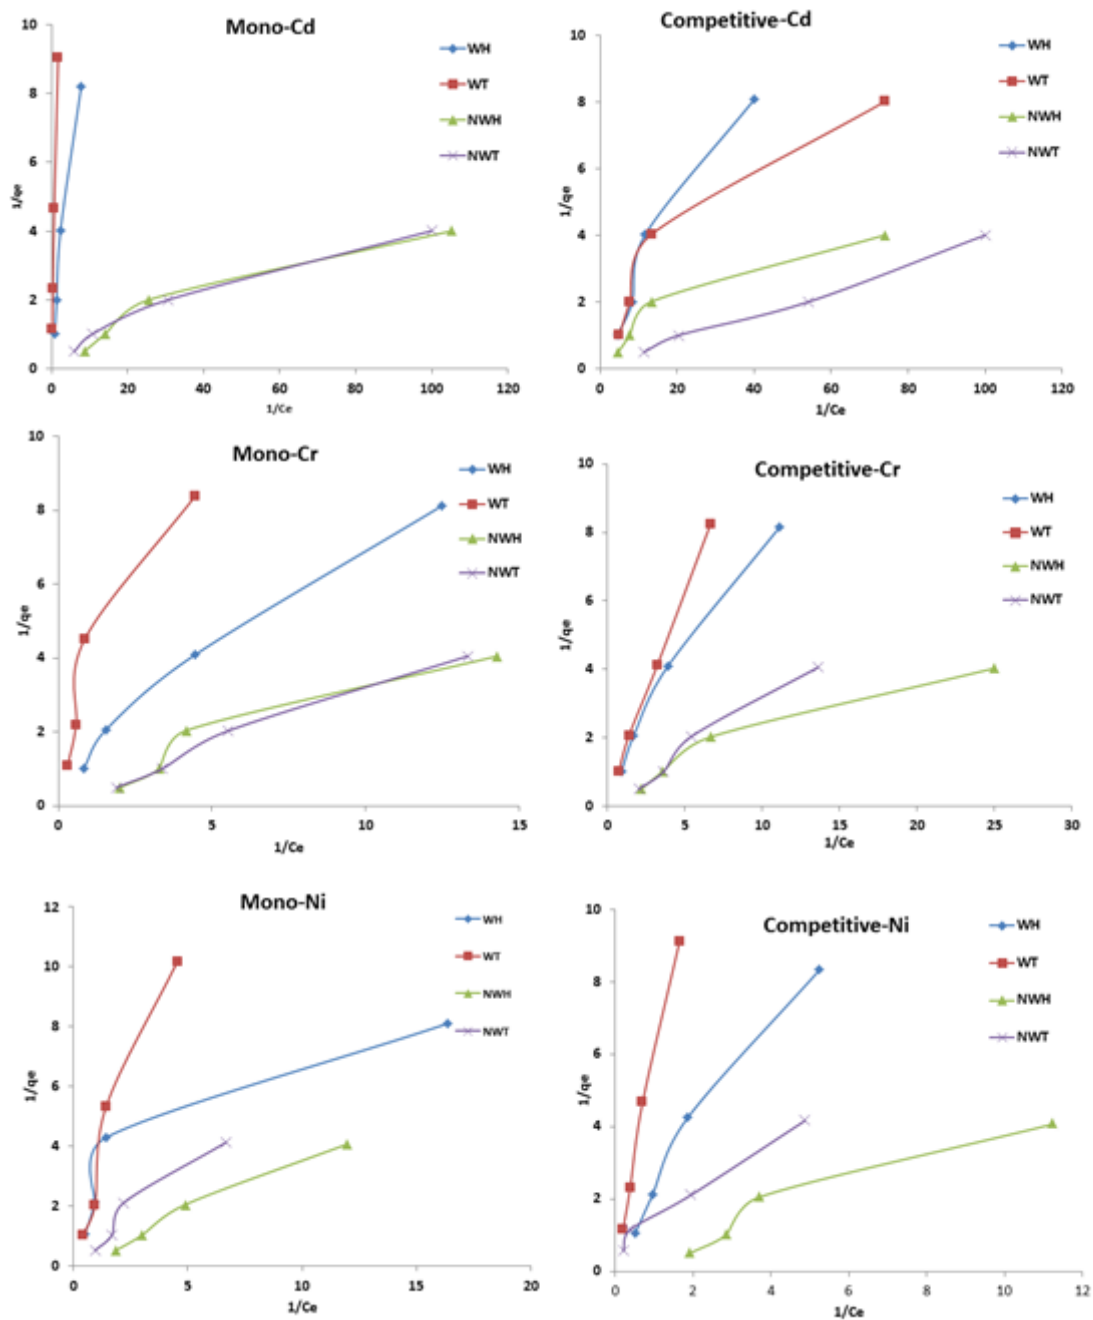 Mono-Cd
10
8
6
4
2
0
1/qe
0 20 40 60 80 100 120
1/Ce
WH
WT
NWH
NWT
Competitive-Cd
10
8
6
4
2
0
1/qe
0 20 40 60 80 100 120
1/Ce
WH
WT
NWH
NWT
Mono-Cr
10
8
6
4
2
0
1/qe
0 5 10 15
1/Ce
WH
WT
NWH
NWT
Competitive-Cr
10
8
6
4
2
0
1/qe
0 5 10 15 20 25 30
1/Ce
WH
WT
NWH
NWT
Mono-Ni
12
10
8
6
4
2
0
1/qe
0 5 10 15 20
1/Ce
WH
WT
NWH
NWT
Competitive-Ni
10
8
6
4
2
0
1/qe
0 2 4 6 8 10 12
1/Ce
WH
WT
NWH
NWT